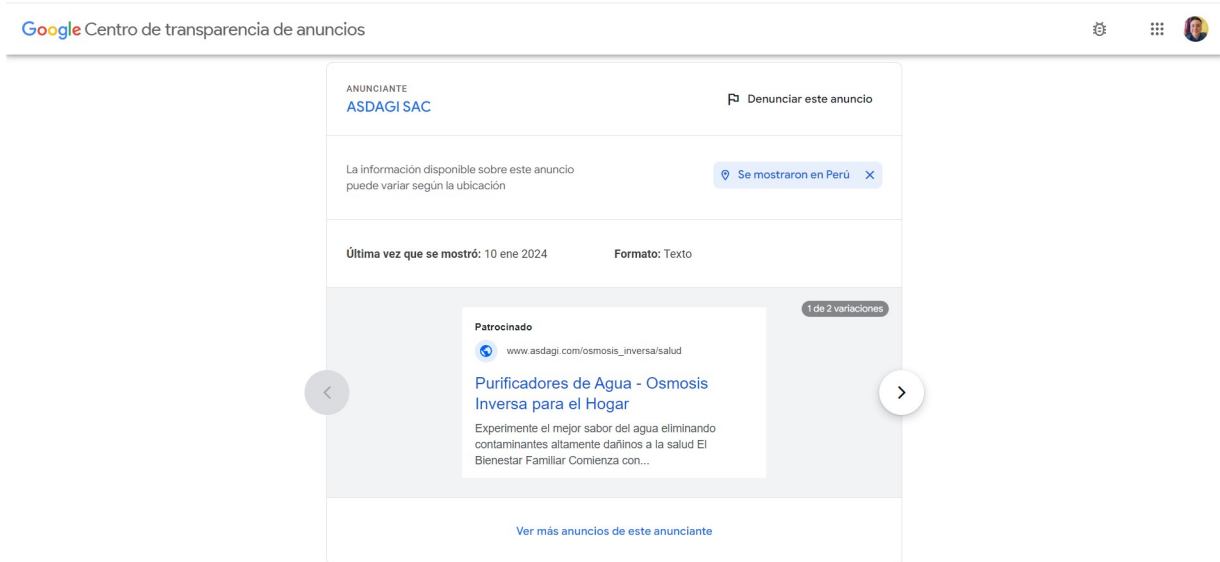 Google Centro de transparencia de anuncios
ANUNCIANTE
ASDAGI SAC
Denunciar este anuncio
La información disponible sobre este anuncio
puede variar según la ubicación
Se mostraron en Perú
Última vez que se mostró: 10 ene 2024 Formato: Texto
1 de 2 variaciones
Patrocinado
www.asdagi.com/osmosis_inversa/salud
Purificadores de Agua - Osmosis
Inversa para el Hogar
Experimente el mejor sabor del agua eliminando
contaminantes altamente dañinos a la salud El
Bienestar Familiar Comienza con...
Ver más anuncios de este anunciante